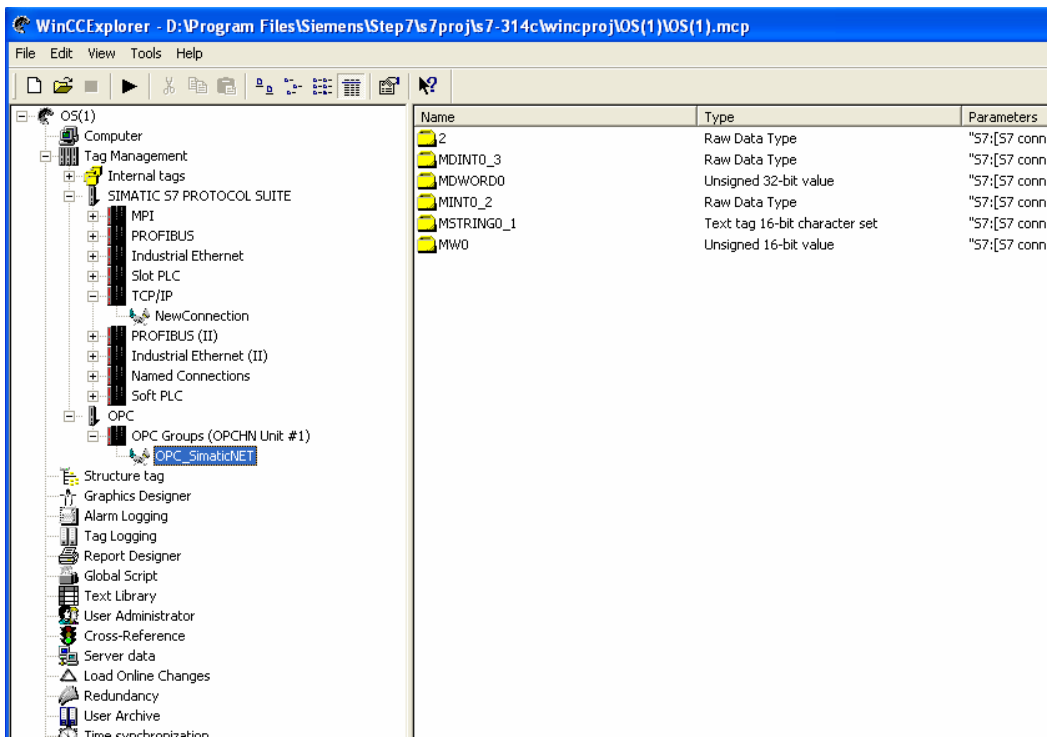 WinCCExplorer - D:\Program Files\Siemens\Step7\s7proj\s7-314c\wincproj\OS(1)\OS(1).mcp
File Edit View Tools Help
OS(1)
Computer
Tag Management
Internal tags
SIMATIC S7 PROTOCOL SUITE
MPI
PROFIBUS
Industrial Ethernet
Slot PLC
TCP/IP
NewConnection
PROFIBUS (II)
Industrial Ethernet (II)
Named Connections
Soft PLC
OPC
OPC Groups (OPCHN Unit #1)
OPC_SimaticNET
Structure tag
Graphics Designer
Alarm Logging
Tag Logging
Report Designer
Global Script
Text Library
User Administrator
Cross-Reference
Server data
Load Online Changes
Redundancy
User Archive
Time synchronization
Name Type Parameters
2 Raw Data Type "S7:[S7 conn
MDINT0_3 Raw Data Type "S7:[S7 conn
MDWORD0 Unsigned 32-bit value "S7:[S7 conn
MINT0_2 Raw Data Type "S7:[S7 conn
MSTRING0_1 Text tag 16-bit character set "S7:[S7 conn
MW0 Unsigned 16-bit value "S7:[S7 conn